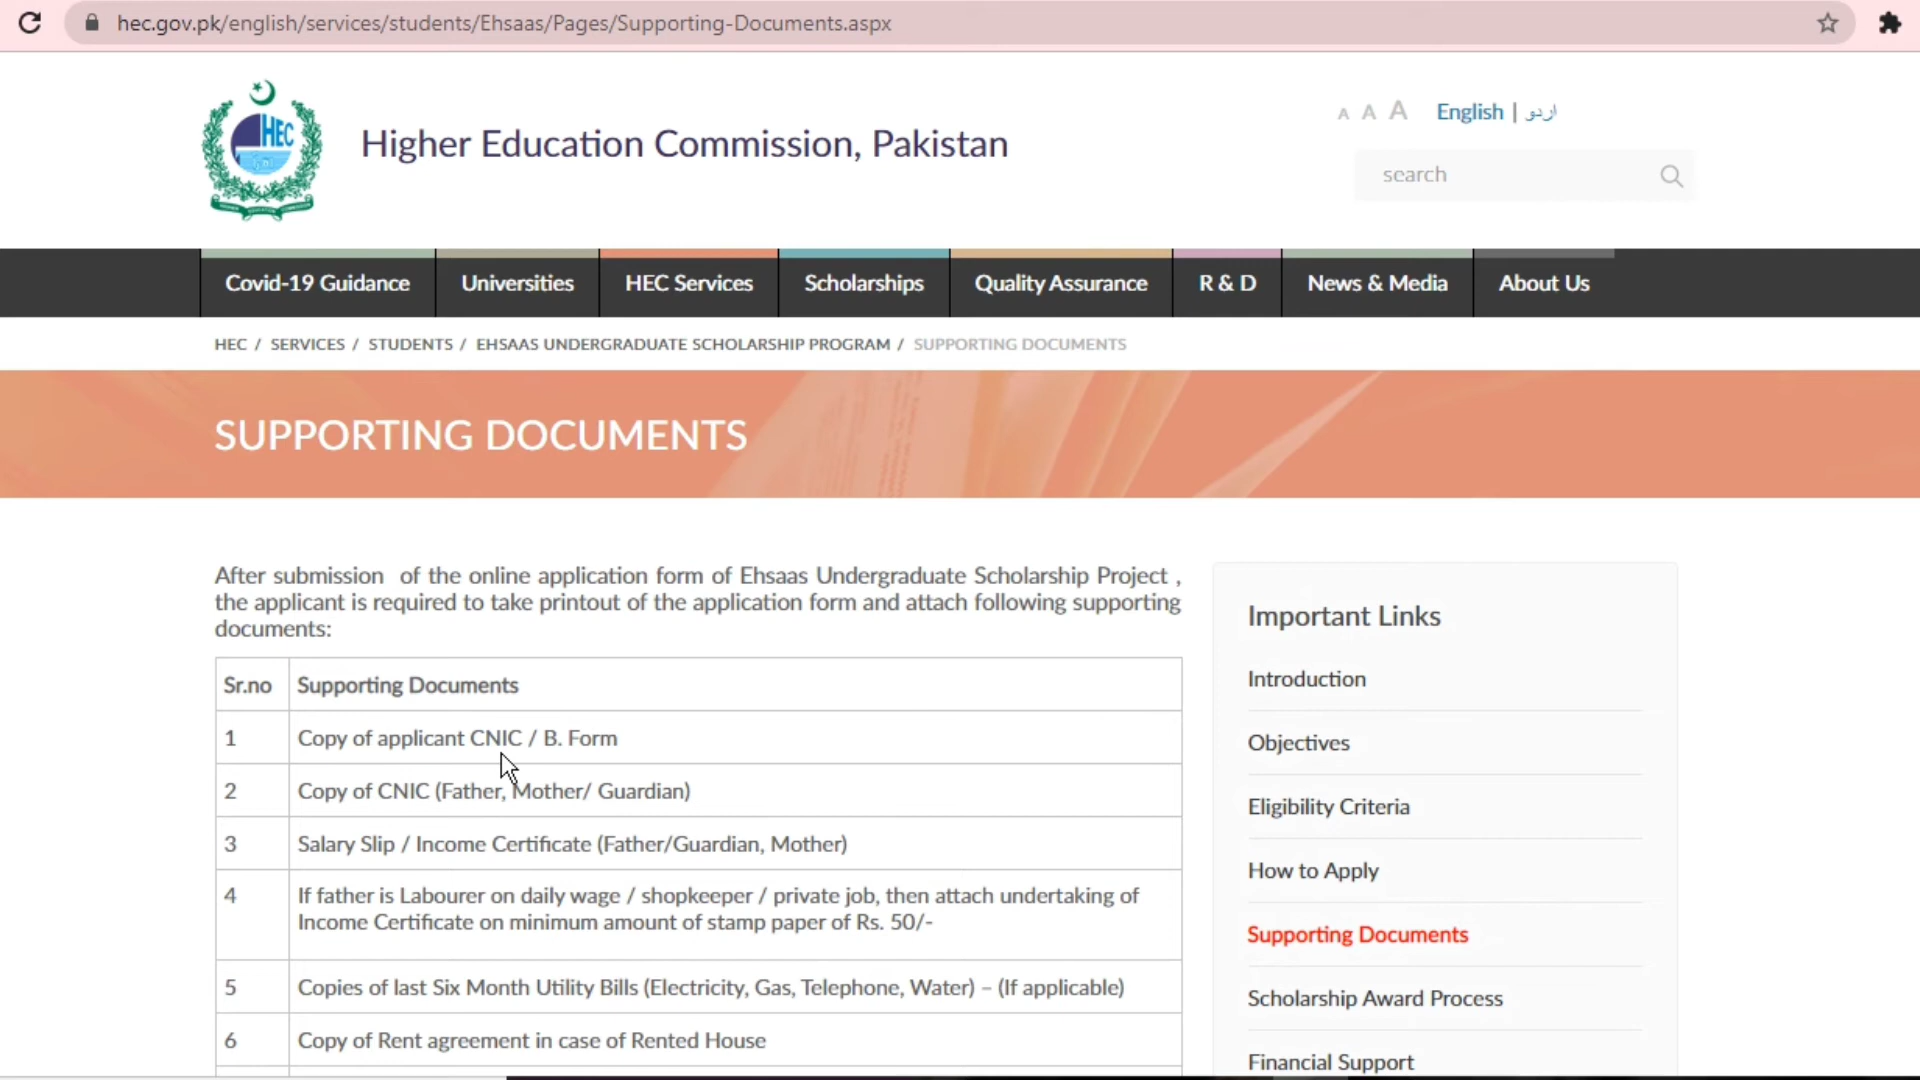 hec.gov.pk/english/services/students/Ehsaas/Pages/Supporting-Documents.aspx
HEC
Higher Education Commission, Pakistan
A A A English | اردو
search
Covid-19 Guidance Universities HEC Services Scholarships Quality Assurance R & D News & Media About Us
HEC / SERVICES / STUDENTS / EHSAAS UNDERGRADUATE SCHOLARSHIP PROGRAM / SUPPORTING DOCUMENTS
SUPPORTING DOCUMENTS
After submission of the online application form of Ehsaas Undergraduate Scholarship Project ,
the applicant is required to take printout of the application form and attach following supporting
documents:
Sr.no Supporting Documents
1 Copy of applicant CNIC / B. Form
2 Copy of CNIC (Father, Mother/ Guardian)
3 Salary Slip / Income Certificate (Father/Guardian, Mother)
4 If father is Labourer on daily wage / shopkeeper / private job, then attach undertaking of
Income Certificate on minimum amount of stamp paper of Rs. 50/-
5 Copies of last Six Month Utility Bills (Electricity, Gas, Telephone, Water) – (If applicable)
6 Copy of Rent agreement in case of Rented House
Important Links
Introduction
Objectives
Eligibility Criteria
How to Apply
Supporting Documents
Scholarship Award Process
Financial Support